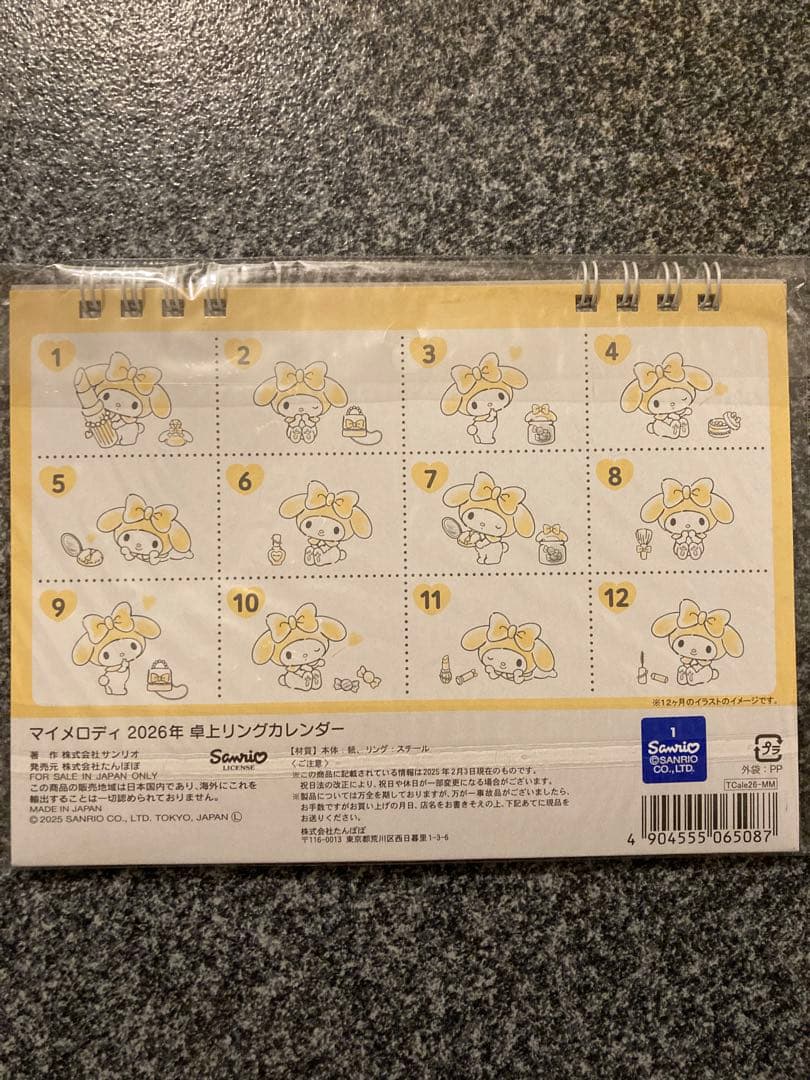 1
2
3
4
5
6
7
8
9
10
11
12
※12ヶ月のイラストのイメージです。
マイメロディ 2026年 卓上リングカレンダー
著 作 株式会社サンリオ
発売元 株式会社たんぽぽ
FOR SALE IN JAPAN ONLY
この商品の販売地域は日本国内であり、海外にこれを
輸出することは一切認められておりません。
MADE IN JAPAN
© 2025 SANRIO CO., LTD. TOKYO, JAPAN Ⓛ
Sanrio
LICENSE
【材質】本体:紙、リング:スチール
〈ご注意〉
※この商品に記載されている情報は2025年2月3日現在のものです。
祝日法の改正により、祝日や休日が一部変更になる場合がございます。
※製品については万全を期しておりますが、万が一事故品がございましたら、
お手数ですがお買い上げの月日、店名をお書きそえの上、下記あてに現品を
お送りください。
株式会社たんぽぽ
〒116-0013 東京都荒川区西日暮里1-3-6
1
Sanrio
©SANRIO
CO., LTD.
プラ
外袋:PP
TCale26-MM
4 904555 065087